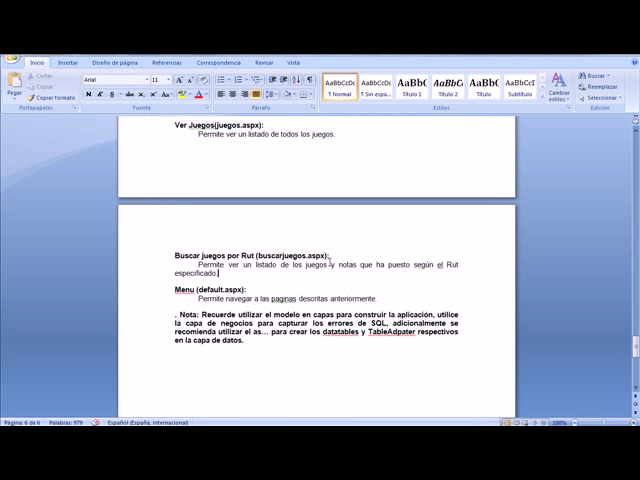 Inicio Insertar Diseño de página Referencias Correspondencia Revisar Vista
Pegar
Cortar
Copiar
Copiar formato
Portapapeles
Arial 11
Fuente
Párrafo
AaBbCcDc AaBbCcDc AaBbC AaBbCc AaBbC AaBbCcI
¶ Normal ¶ Sin espa... Título 1 Título 2 Título Subtítulo
Estilos
Cambiar
estilos
Buscar
Reemplazar
Seleccionar
Edición
Ver Juegos(juegos.aspx):
Permite ver un listado de todos los juegos.
Buscar juegos por Rut (buscarjuegos.aspx):
Permite ver un listado de los juegos y notas que ha puesto según el Rut
especificado.
Menu (default.aspx):
Permite navegar a las paginas descritas anteriormente.
. Nota: Recuerde utilizar el modelo en capas para construir la aplicación, utilice
la capa de negocios para capturar los errores de SQL, adicionalmente se
recomienda utilizar el as... para crear los datatables y TableAdpater respectivos
en la capa de datos.
Página: 6 de 6 Palabras: 979 Español (España, internacional) 100%